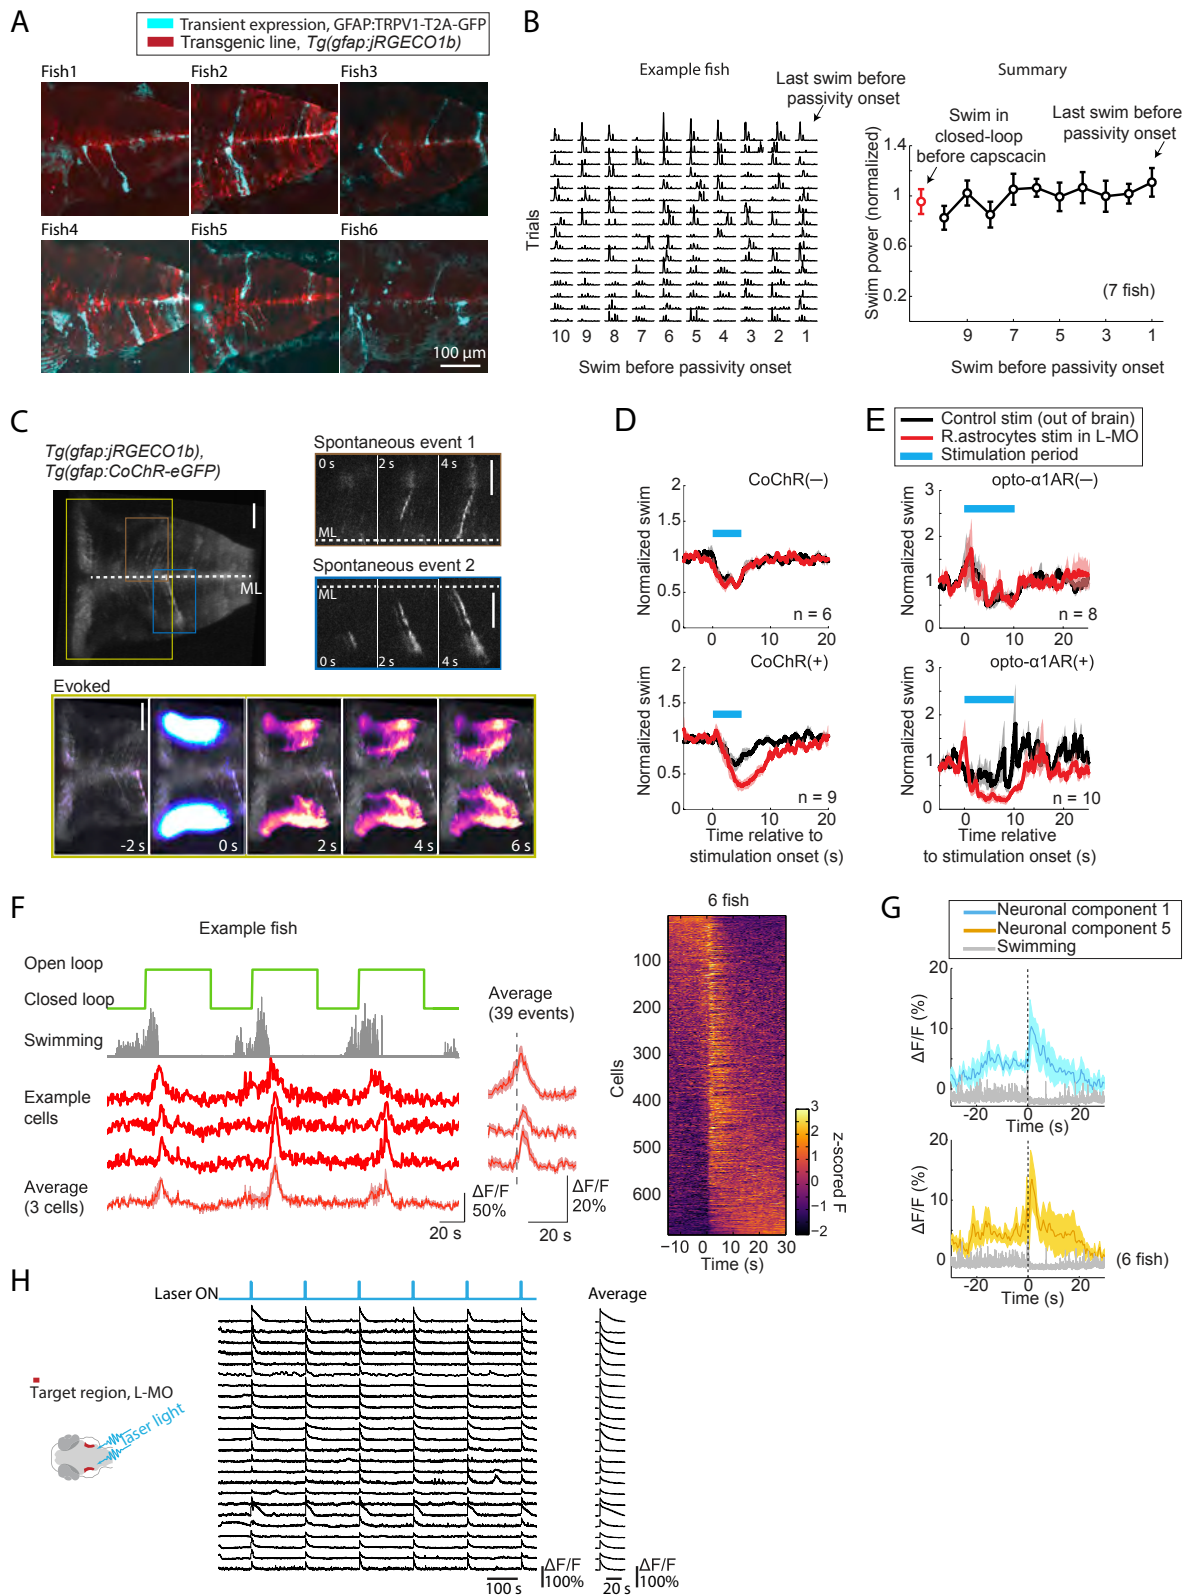 A
Transient expression, GFAP:TRPV1-T2A-GFP
Transgenic line, Tg(gfap:jRGECO1b)
Fish1
Fish2
Fish3
Fish4
Fish5
Fish6
100 µm
B
Example fish
Last swim before
passivity onset
Trials
10 9 8 7 6 5 4 3 2 1
Swim before passivity onset
Summary
Swim in
closed-loop
before capscacin
Last swim before
passivity onset
Swim power (normalized)
1.4
1
0.6
0.2
(7 fish)
9 7 5 3 1
Swim before passivity onset
C
Tg(gfap:jRGECO1b),
Tg(gfap:CoChR-eGFP)
ML
Spontaneous event 1
0 s 2 s 4 s
ML
Spontaneous event 2
ML
0 s 2 s 4 s
Evoked
-2 s 0 s 2 s 4 s 6 s
D
E
Control stim (out of brain)
R.astrocytes stim in L-MO
Stimulation period
CoChR(—)
Normalized swim
2
1.5
1
0.5
0
n = 6
0 10 20
CoChR(+)
Normalized swim
2
1.5
1
0.5
0
n = 9
0 10 20
Time relative to
stimulation onset (s)
opto-α1AR(—)
Normalized swim
3
2
1
0
n = 8
0 10 20
opto-α1AR(+)
Normalized swim
3
2
1
0
n = 10
0 10 20
Time relative
to stimulation onset (s)
F
Example fish
Open loop
Closed loop
Swimming
Example
cells
Average
(3 cells)
ΔF/F
50%
20 s
Average
(39 events)
ΔF/F
20%
20 s
6 fish
Cells
100
200
300
400
500
600
−10 0 10 20 30
Time (s)
3
2
1
0
−1
−2
z-scored F
G
Neuronal component 1
Neuronal component 5
Swimming
ΔF/F (%)
20
10
0
-20 0 20
Time (s)
ΔF/F (%)
20
10
0
-20 0 20
Time (s)
(6 fish)
H
Laser ON
Average
Target region, L-MO
laser light
100 s
ΔF/F
100%
20 s
ΔF/F
100%